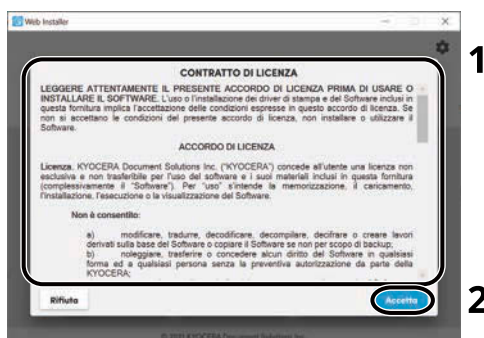 Web Installer
1
CONTRATTO DI LICENZA
LEGGERE ATTENTAMENTE IL PRESENTE ACCORDO DI LICENZA PRIMA DI USARE O
INSTALLARE IL SOFTWARE. L'uso o l'installazione dei driver di stampa e del Software inclusi in
questa fornitura implica l'accettazione delle condizioni espresse in questo accordo di licenza. Se
non si accettano le condizioni del presente accordo di licenza, non installare o utilizzare il
Software.
ACCORDO DI LICENZA
Licenza. KYOCERA Document Solutions Inc. ("KYOCERA") concede all'utente una licenza non
esclusiva e non trasferibile per l'uso del software e i suoi materiali inclusi in questa fornitura
(complessivamente il "Software"). Per "uso" s'intende la memorizzazione, il caricamento,
l'installazione, l'esecuzione o la visualizzazione del Software.
Non è consentito:
a) modificare, tradurre, decodificare, decompilare, decifrare o creare lavori
derivati sulla base del Software o copiare il Software se non per scopo di backup;
b) noleggiare, trasferire o concedere alcun diritto del Software in qualsiasi
forma ed a qualsiasi persona senza la preventiva autorizzazione da parte della
KYOCERA;
Rifiuta
Accetta
2
KYOCERA Document Solutions Inc.